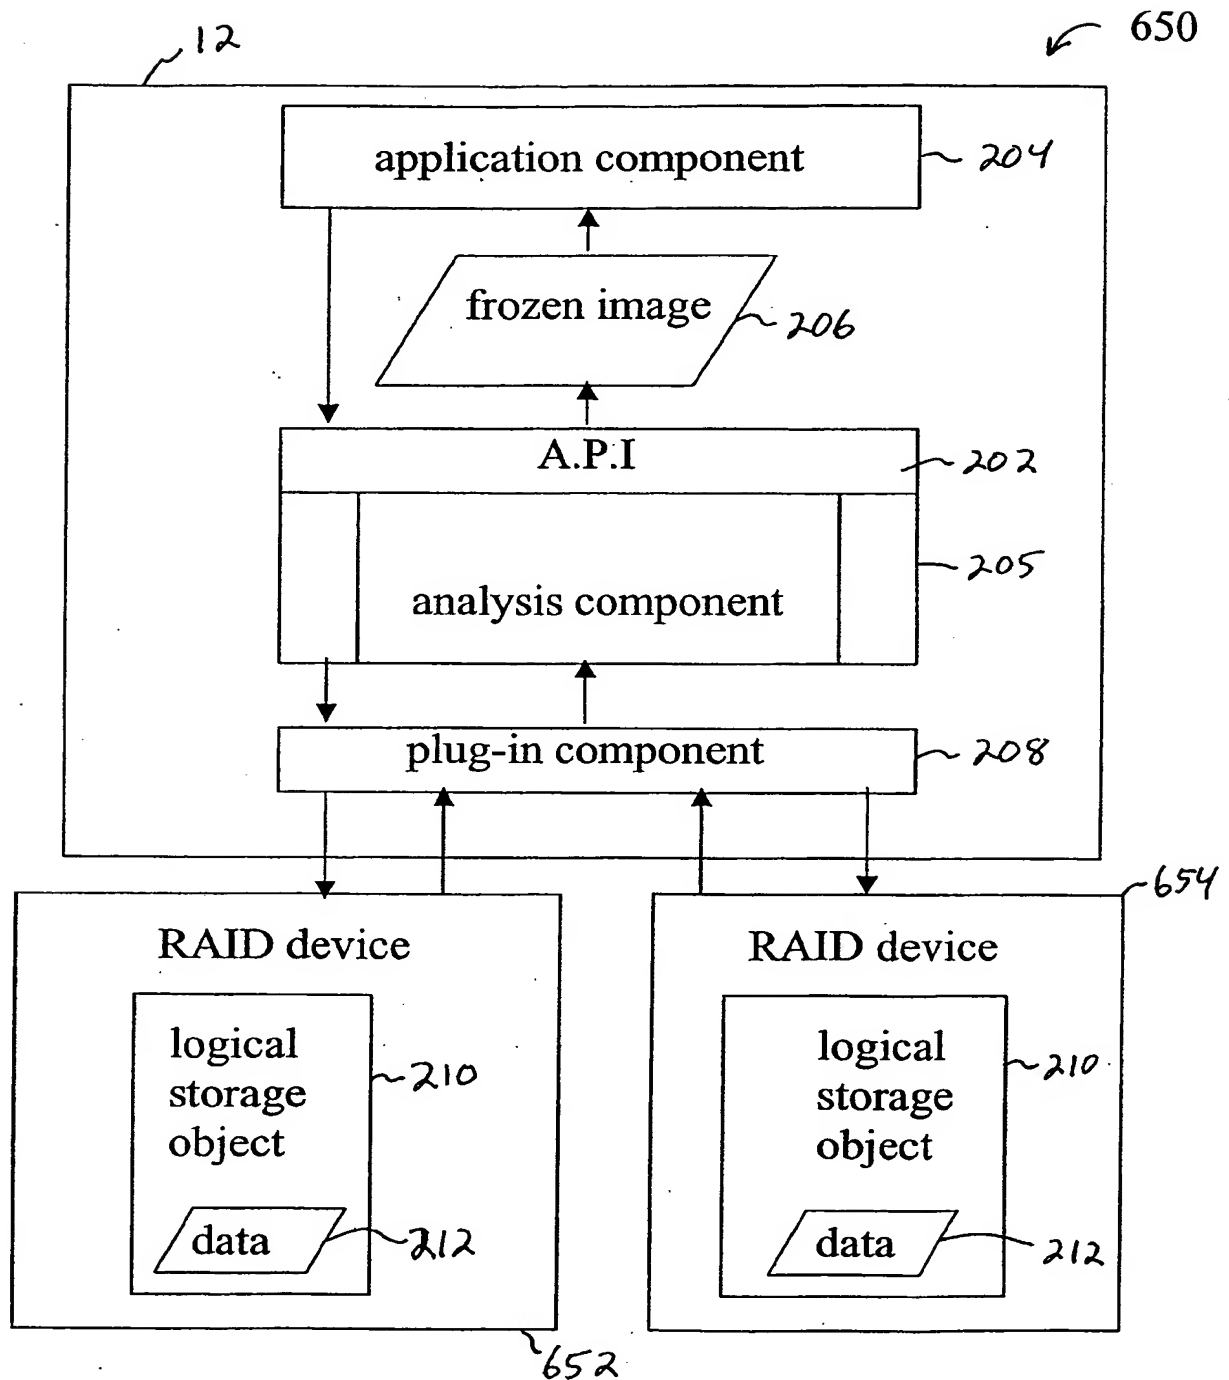 650
12
application component
204
frozen image
206
A.P.I
202
205
analysis component
plug-in component
208
654
RAID device
RAID device
logical
storage
object
210
logical
storage
object
210
data
212
data
212
652